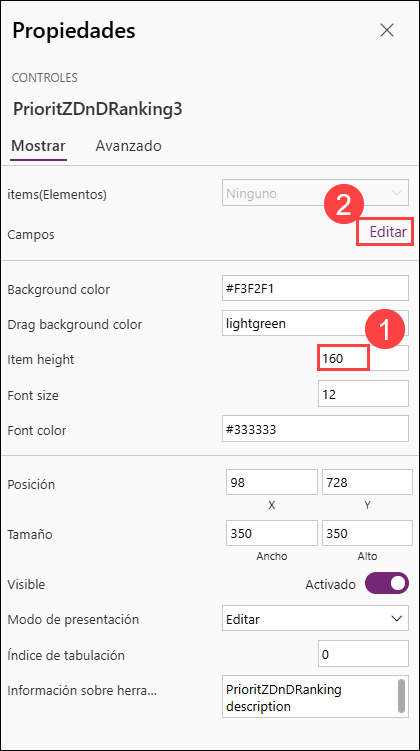 Propiedades
CONTROLES
PrioritZDnDRanking3
Mostrar Avanzado
items(Elementos) Ninguno
2
Campos Editar
Background color #F3F2F1
Drag background color lightgreen
1
Item height 160
Font size 12
Font color #333333
Posición 98 728
X Y
Tamaño 350 350
Ancho Alto
Visible Activado
Modo de presentación Editar
Índice de tabulación 0
Información sobre herra... PrioritZDnDRanking
description